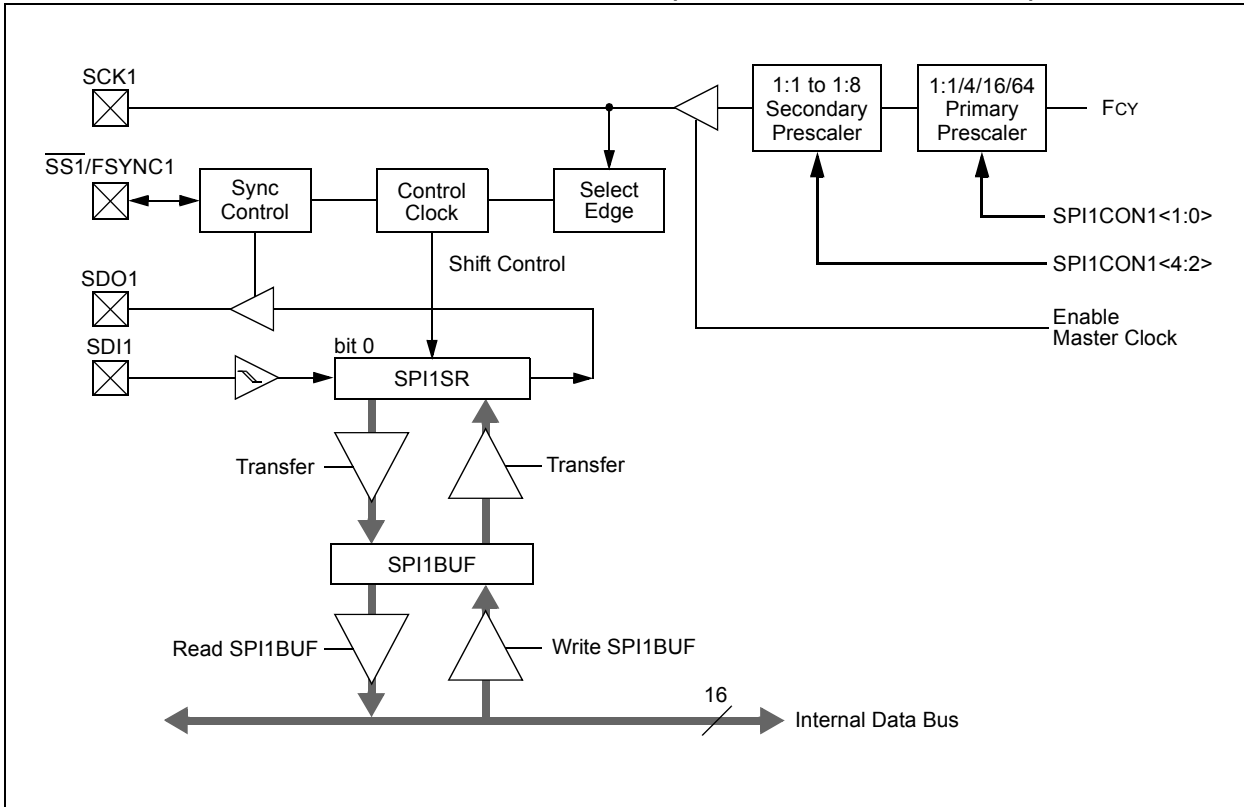 SCK1
1:1 to 1:8
Secondary
Prescaler
1:1/4/16/64
Primary
Prescaler
FCY
SS1/FSYNC1
Sync
Control
Control
Clock
Select
Edge
SPI1CON1<1:0>
Shift Control
SPI1CON1<4:2>
SDO1
Enable
Master Clock
SDI1
bit 0
SPI1SR
Transfer
Transfer
SPI1BUF
Read SPI1BUF
Write SPI1BUF
16
Internal Data Bus